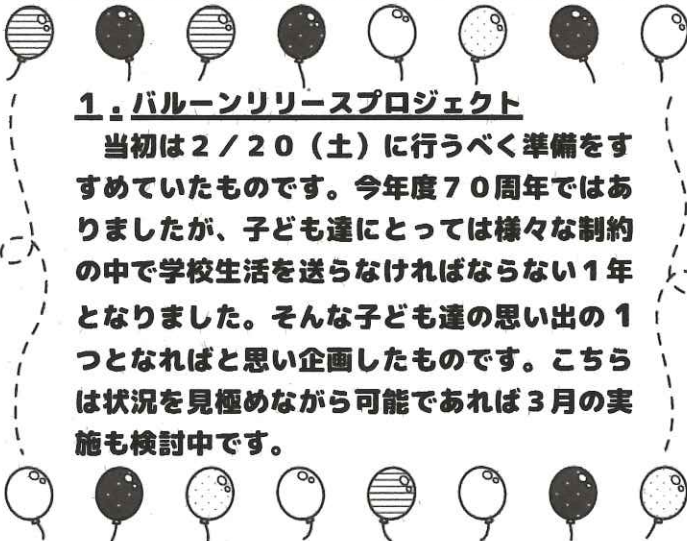 １．バルーンリリースプロジェクト
　当初は２／２０（土）に行うべく準備をす
すめていたものです。今年度７０周年ではあ
りましたが、子ども達にとっては様々な制約
の中で学校生活を送らなければならない１年
となりました。そんな子ども達の思い出の１
つとなればと思い企画したものです。こちら
は状況を見極めながら可能であれば３月の実
施も検討中です。